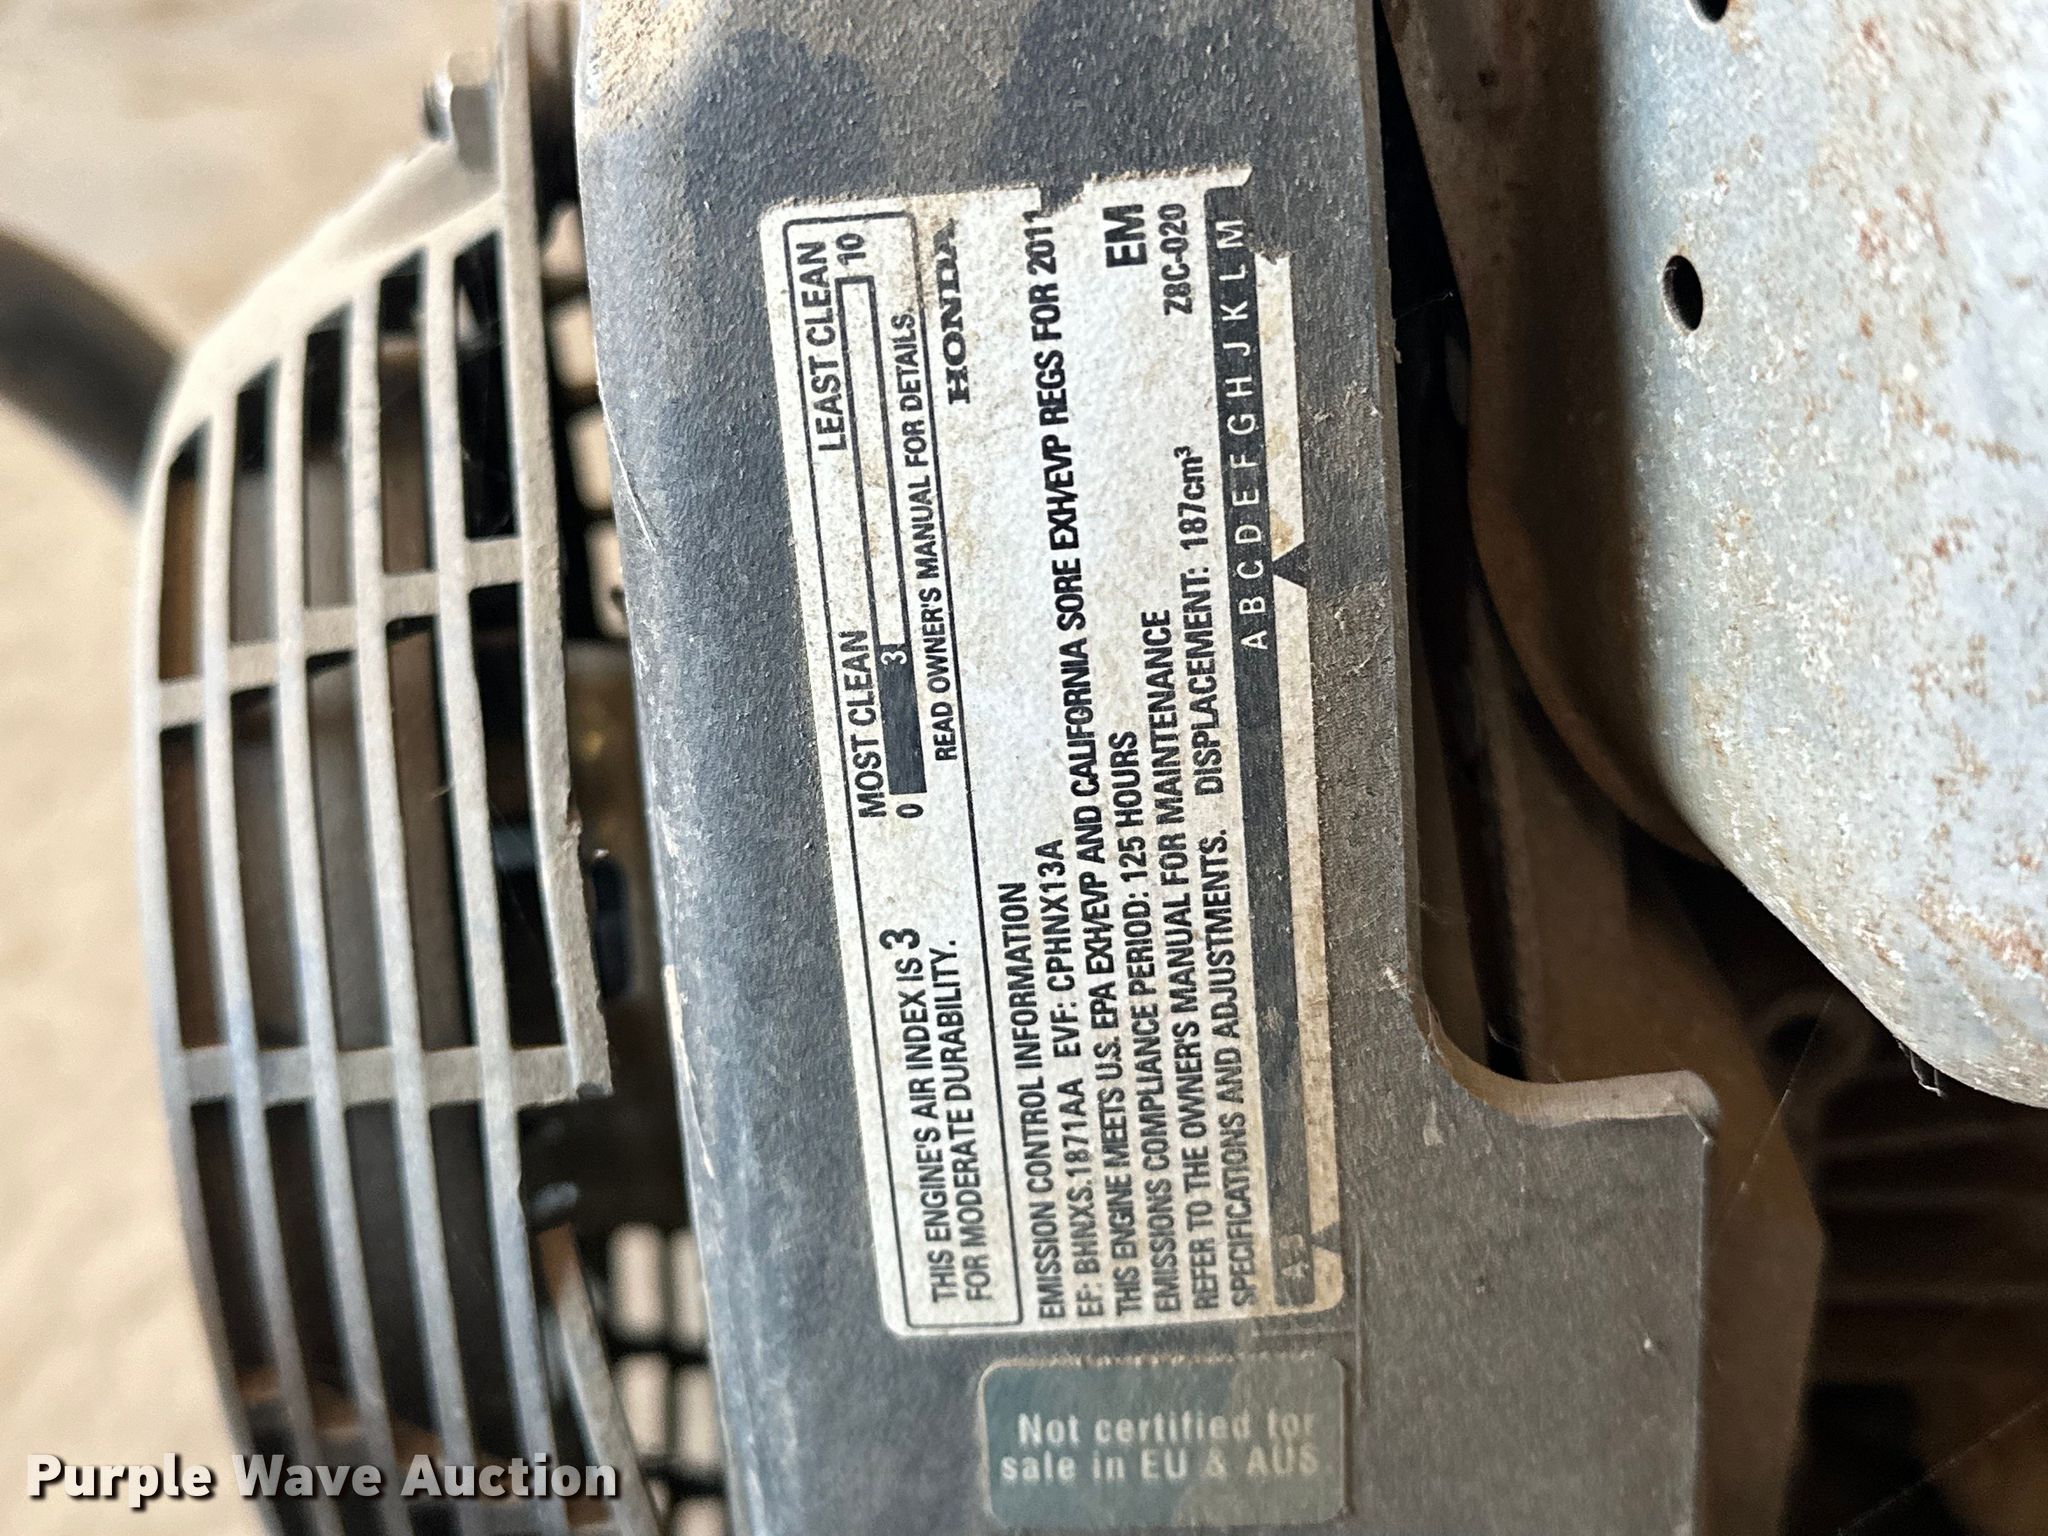 THIS ENGINE'S AIR INDEX IS 3
FOR MODERATE DURABILITY.
MOST CLEAN LEAST CLEAN
0 3 10
READ OWNER'S MANUAL FOR DETAILS.
EMISSION CONTROL INFORMATION
HONDA
EF: BHNXS.1871AA EVF: CPHNX13A
THIS ENGINE MEETS U.S. EPA EXH/EVP AND CALIFORNIA SORE EXH/EVP REGS FOR 2011
EMISSIONS COMPLIANCE PERIOD: 125 HOURS
REFER TO THE OWNER'S MANUAL FOR MAINTENANCE
EM
SPECIFICATIONS AND ADJUSTMENTS. DISPLACEMENT: 187cm³
Z8C-020
A B C D E F G H J K L M
Not certified for
sale in EU & AUS
Purple Wave Auction